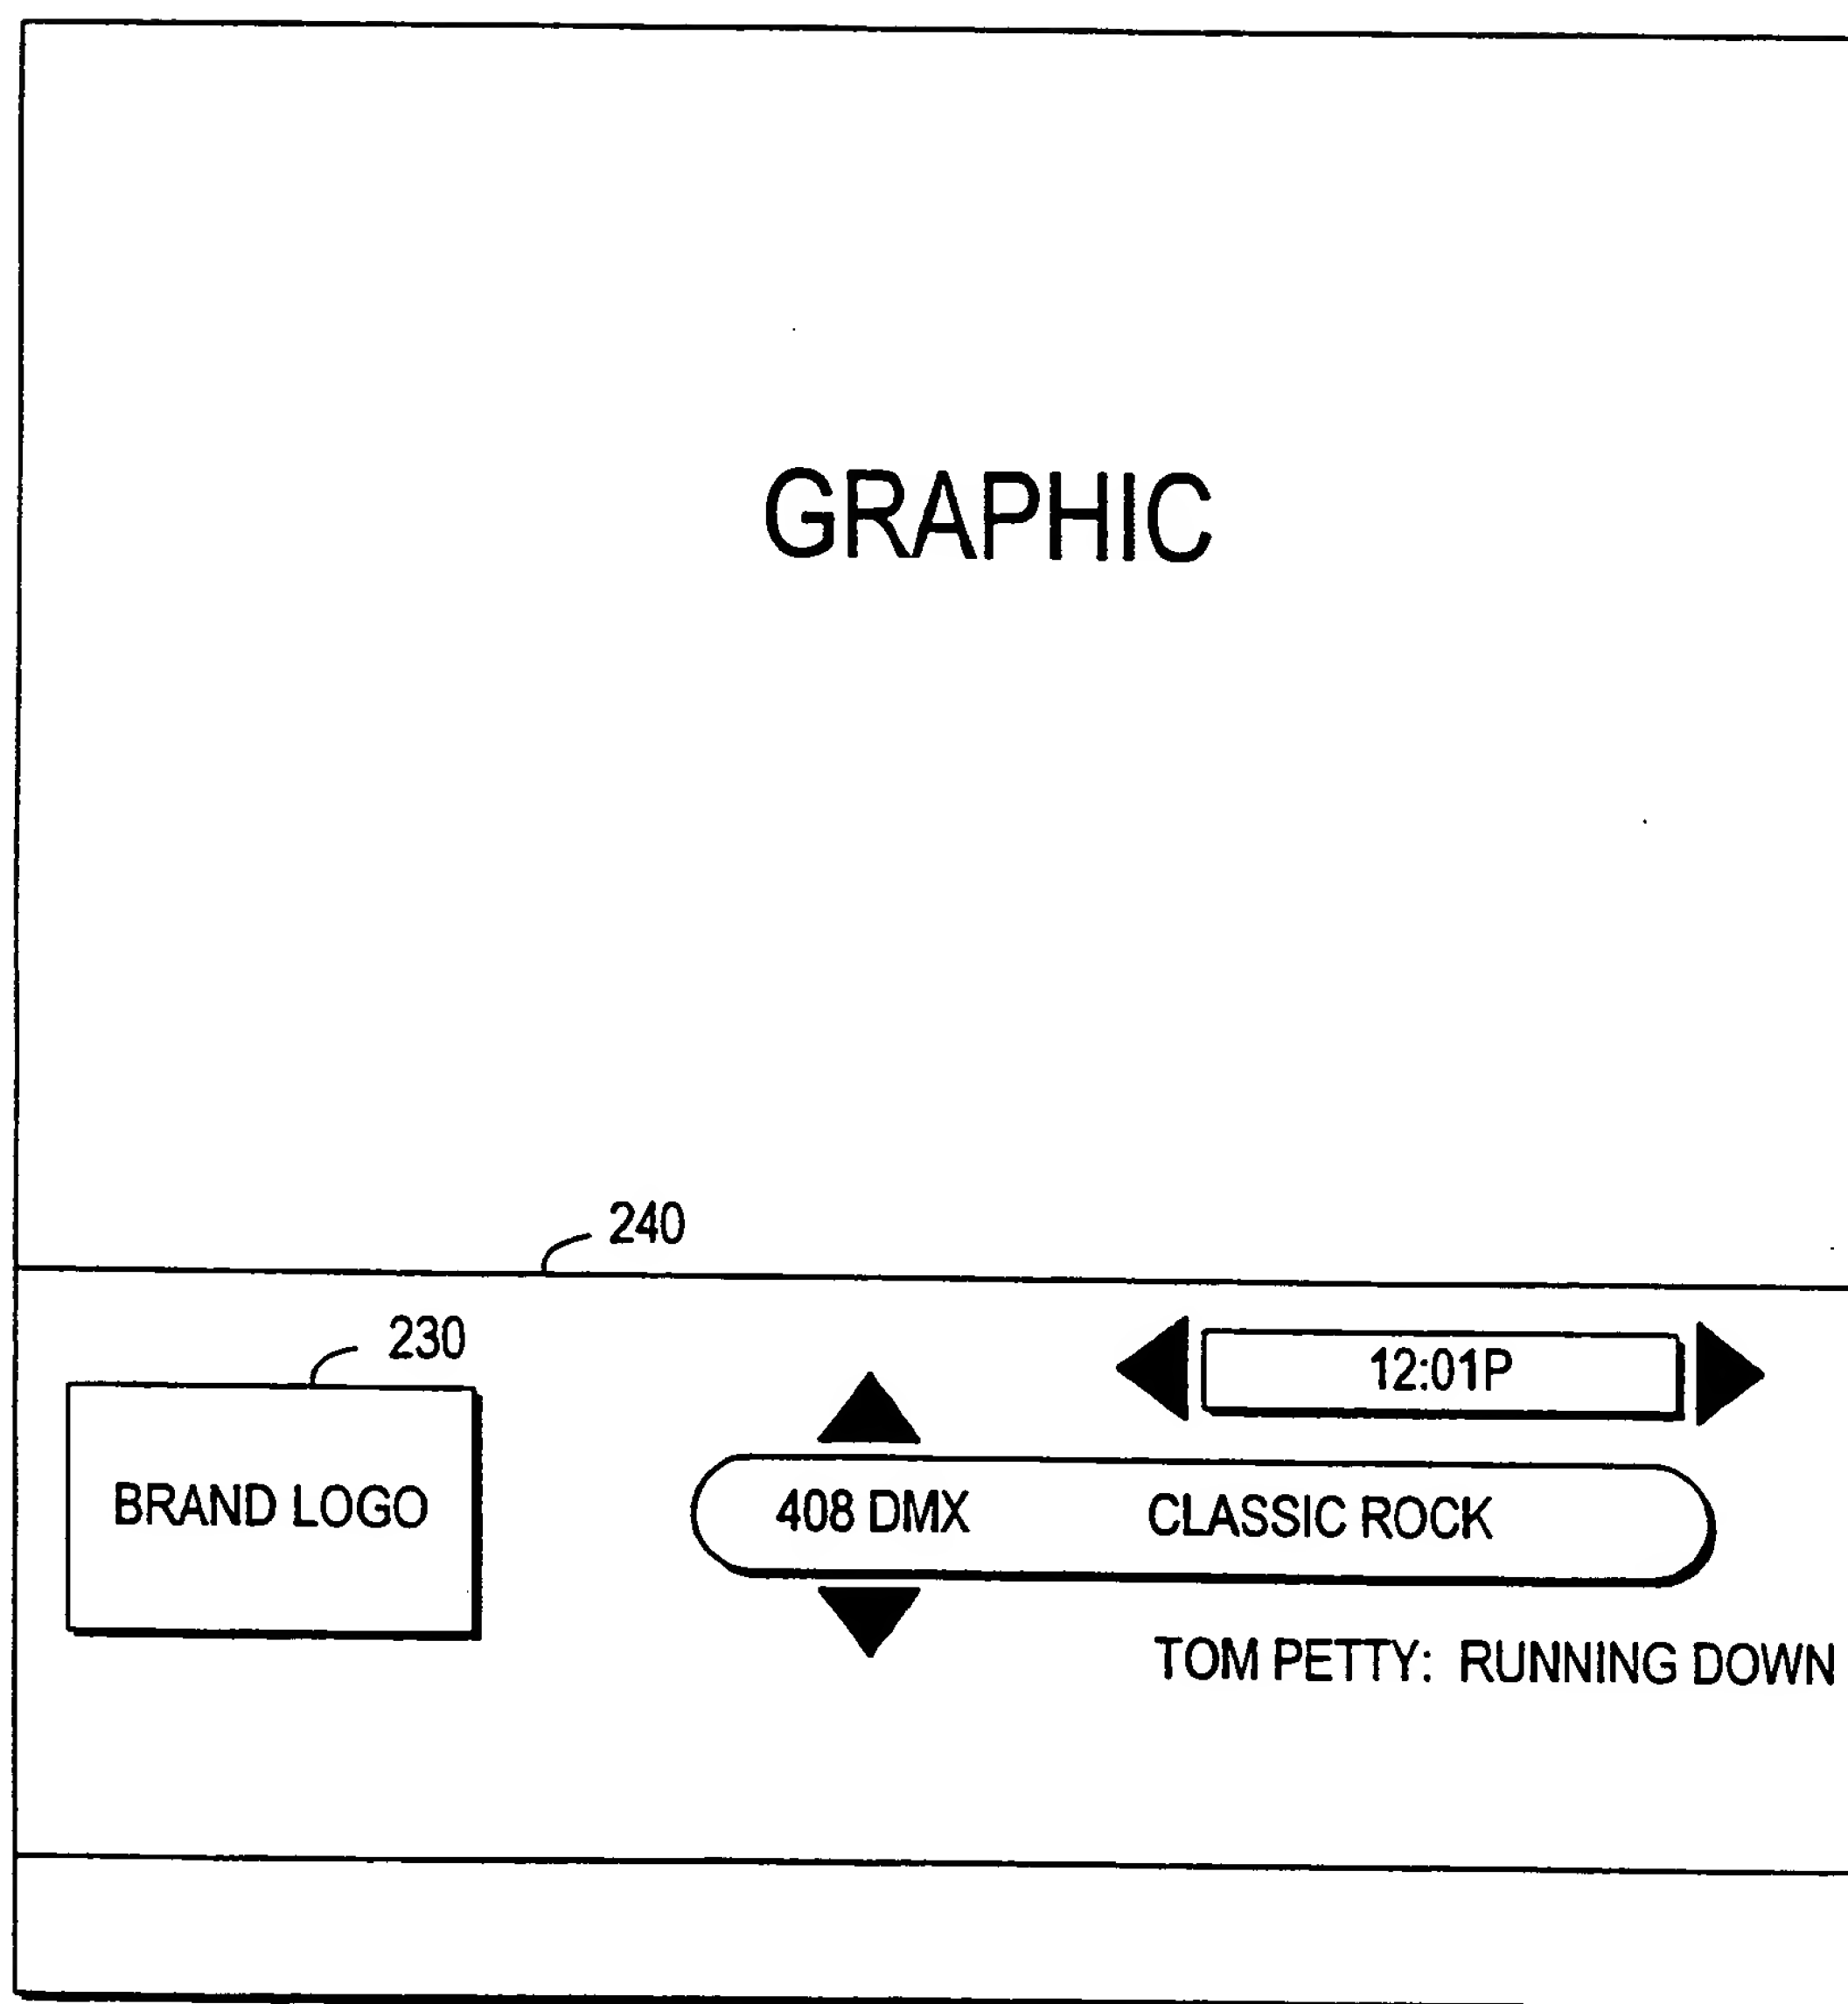 GRAPHIC
240
230
12:01P
BRAND LOGO
408 DMX CLASSIC ROCK
TOM PETTY: RUNNING DOWN